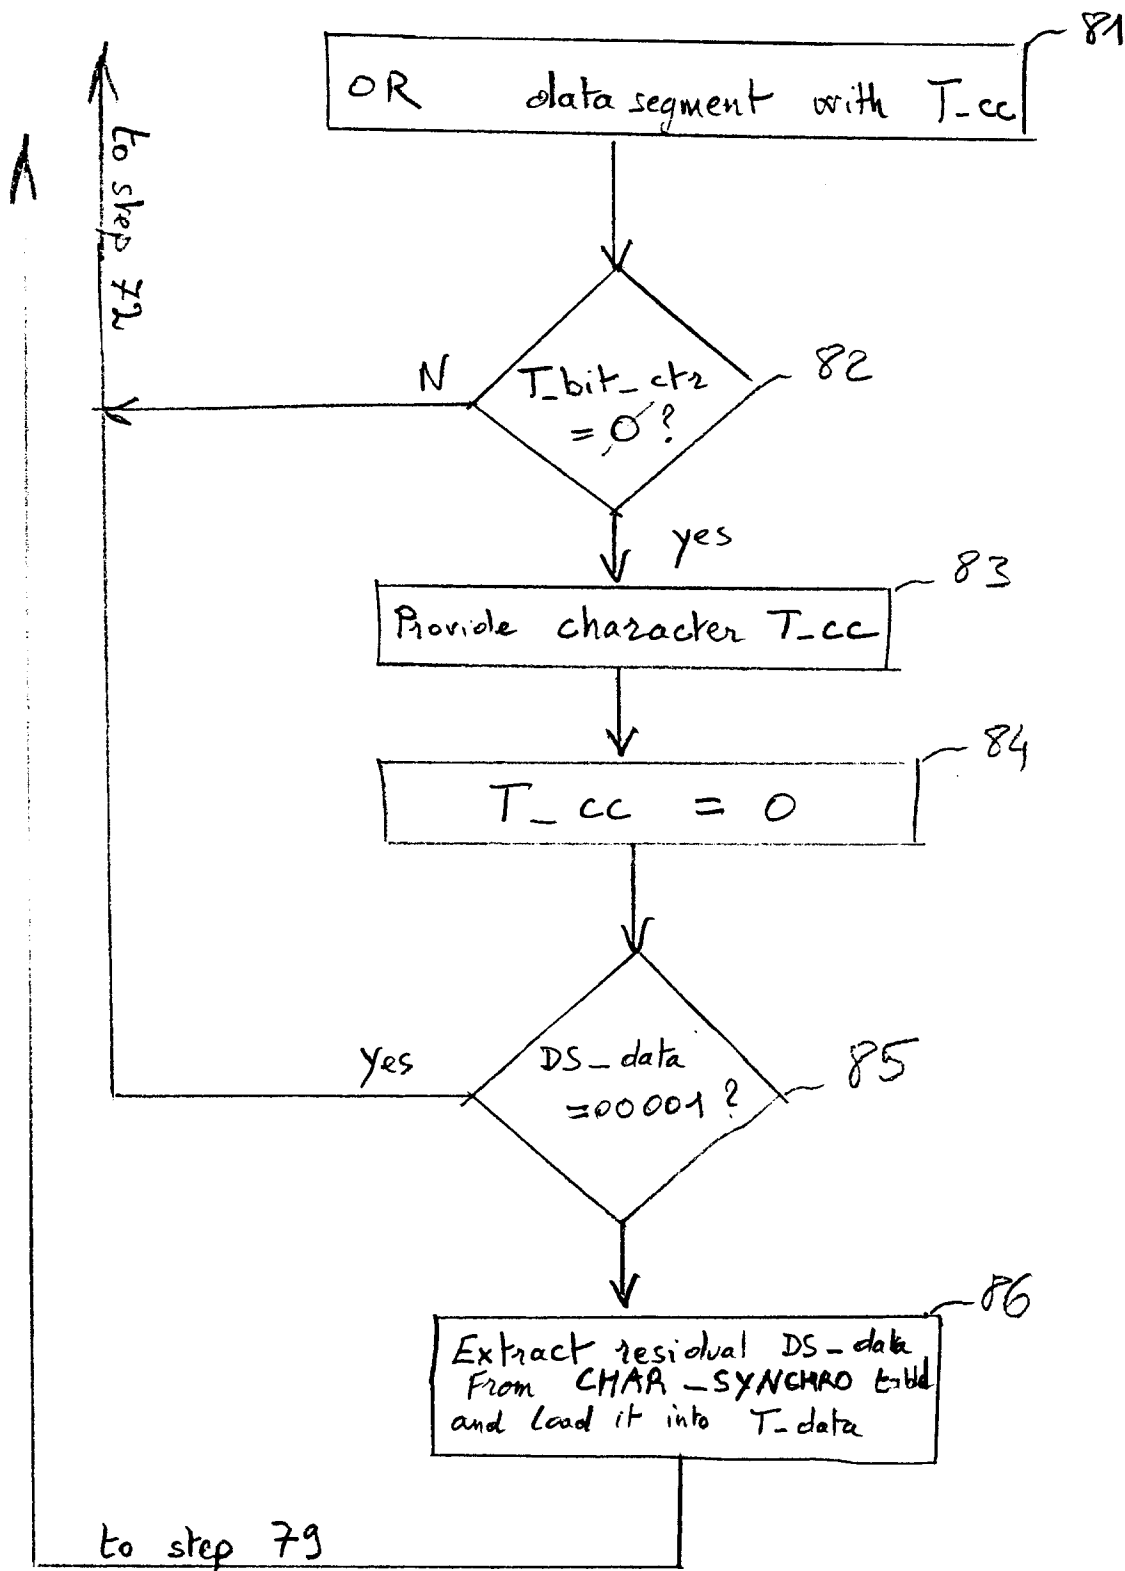 81
OR data segment with T_cc
to step 72
N
T_bit_ctr
= 0 ?
82
yes
83
Provide character T_cc
84
T_cc = 0
yes
DS_data
=00001 ?
85
86
Extract residual DS_data
From CHAR_SYNCHRO
and load it into T_data
to step 79